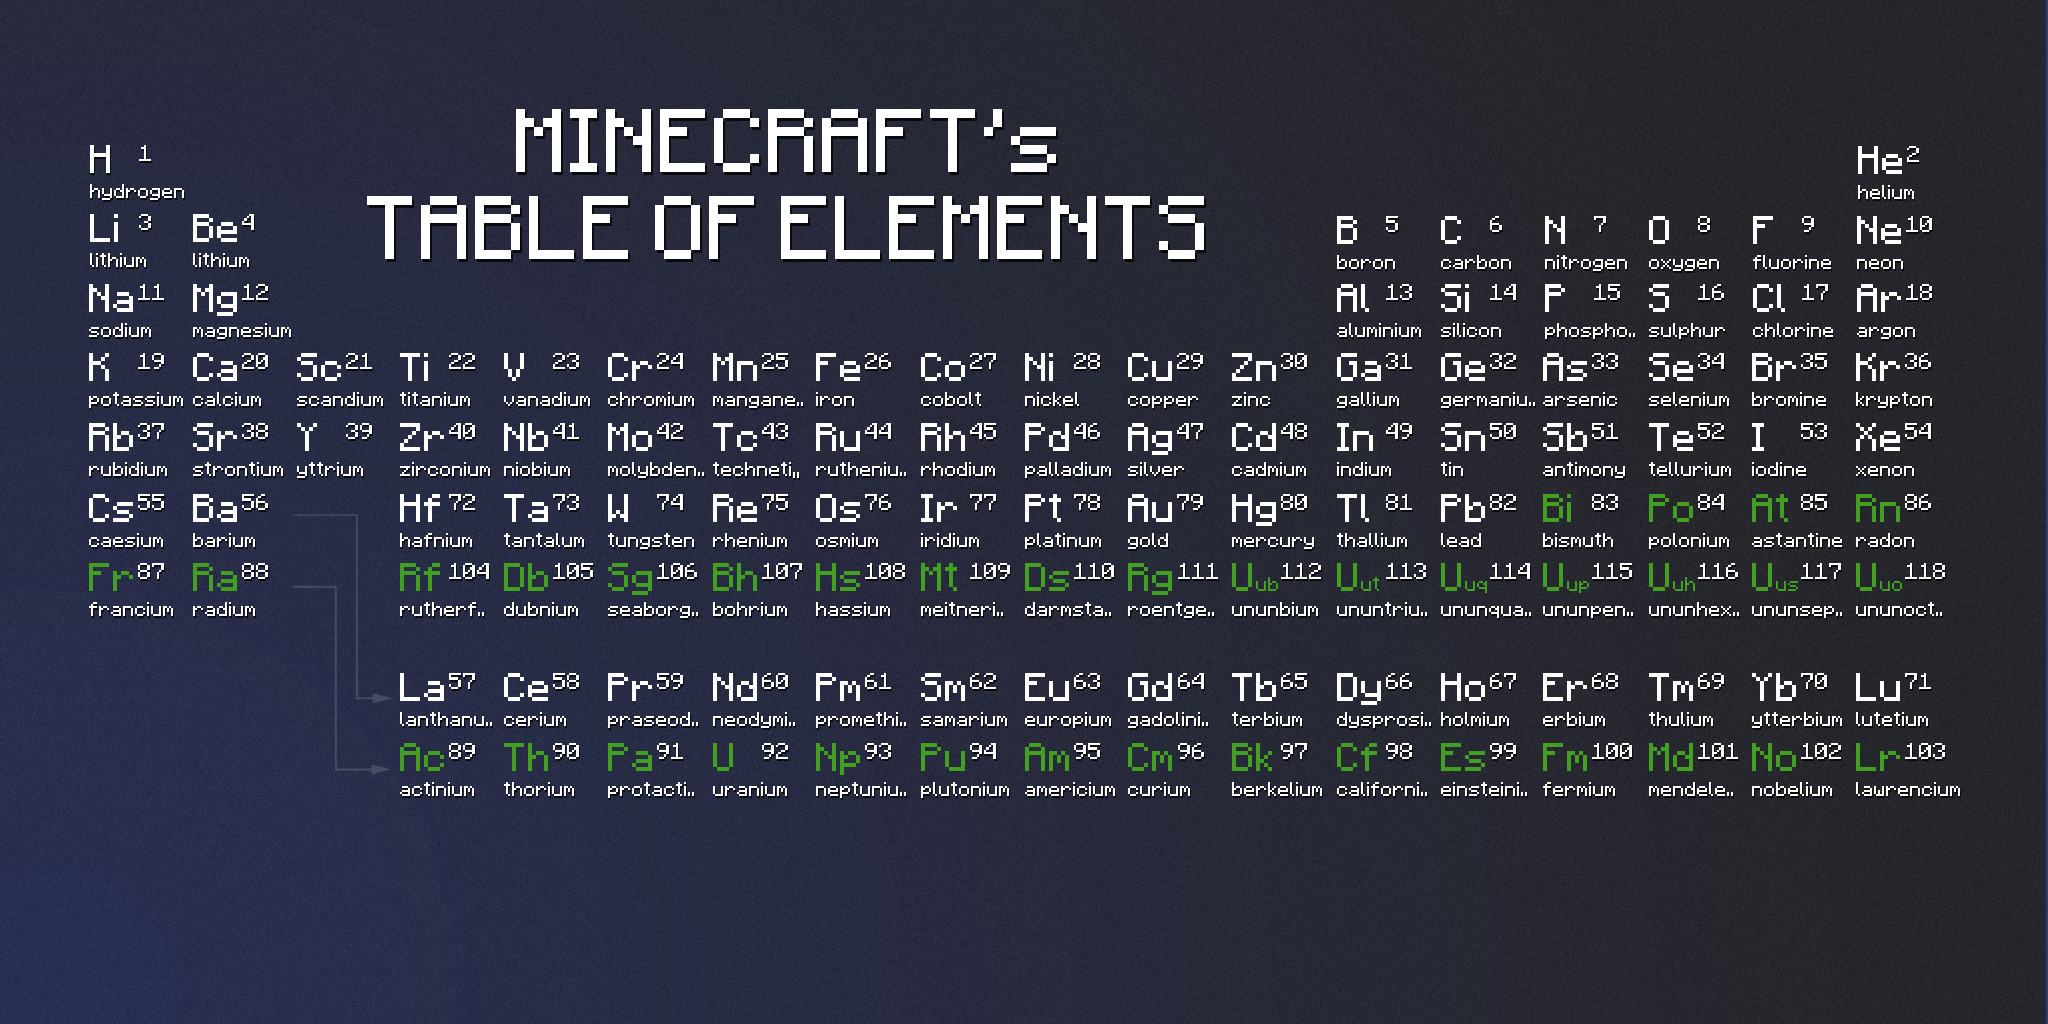 MINECRAFT's
TABLE OF ELEMENTS
H 1 He 2
hydrogen helium
Li 3 Be 4 B 5 C 6 N 7 O 8 F 9 Ne 10
lithium lithium boron carbon nitrogen oxygen fluorine neon
Na 11 Mg 12 Al 13 Si 14 P 15 S 16 Cl 17 Ar 18
sodium magnesium aluminium silicon phospho.. sulphur chlorine argon
K 19 Ca 20 Sc 21 Ti 22 V 23 Cr 24 Mn 25 Fe 26 Co 27 Ni 28 Cu 29 Zn 30 Ga 31 Ge 32 As 33 Se 34 Br 35 Kr 36
potassium calcium scandium titanium vanadium chromium mangane.. iron cobolt nickel copper zinc gallium germaniu.. arsenic selenium bromine krypton
Rb 37 Sr 38 Y 39 Zr 40 Nb 41 Mo 42 Tc 43 Ru 44 Rh 45 Pd 46 Ag 47 Cd 48 In 49 Sn 50 Sb 51 Te 52 I 53 Xe 54
rubidium strontium yttrium zirconium niobium molybden.. techneti,, rutheniu.. rhodium palladium silver cadmium indium tin antimony tellurium iodine xenon
Cs 55 Ba 56 Hf 72 Ta 73 W 74 Re 75 Os 76 Ir 77 Pt 78 Au 79 Hg 80 Tl 81 Pb 82 Bi 83 Po 84 At 85 Rn 86
caesium barium hafnium tantalum tungsten rhenium osmium iridium platinum gold mercury thallium lead bismuth polonium astantine radon
Fr 87 Ra 88 Rf 104 Db 105 Sg 106 Bh 107 Hs 108 Mt 109 Ds 110 Rg 111 Uub 112 Uut 113 Uuq 114 Uup 115 Uuh 116 Uus 117 Uuo 118
francium radium rutherf.. dubnium seaborg.. bohrium hassium meitneri.. darmsta.. roentge.. ununbium ununtriu.. ununqua.. ununpen.. ununhex.. ununsep.. ununoct..
La 57 Ce 58 Pr 59 Nd 60 Pm 61 Sm 62 Eu 63 Gd 64 Tb 65 Dy 66 Ho 67 Er 68 Tm 69 Yb 70 Lu 71
lanthanu.. cerium praseod.. neodymi.. promethi.. samarium europium gadolini.. terbium dysprosi.. holmium erbium thulium ytterbium lutetium
Ac 89 Th 90 Pa 91 U 92 Np 93 Pu 94 Am 95 Cm 96 Bk 97 Cf 98 Es 99 Fm 100 Md 101 No 102 Lr 103
actinium thorium protacti.. uranium neptuniu.. plutonium americium curium berkelium californi.. einsteini.. fermium mendele.. nobelium lawrencium